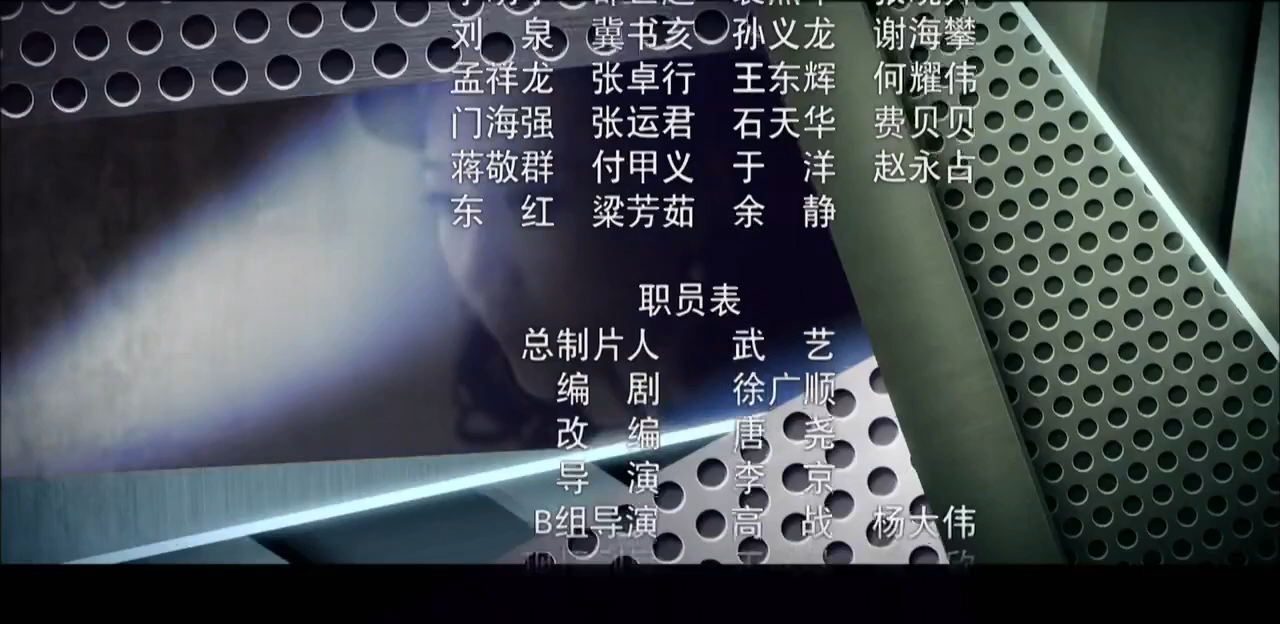 刘 泉 冀书亥 孙义龙 谢海攀
孟祥龙 张卓行 王东辉 何耀伟
门海强 张运君 石天华 费贝贝
蒋敬群 付甲义 于 洋 赵永占
东 红 梁芳茹 余 静
职员表
总制片人 武 艺
编 剧 徐广顺
改 编 唐 尧
导 演 李 京
B组导演 高 战 杨大伟